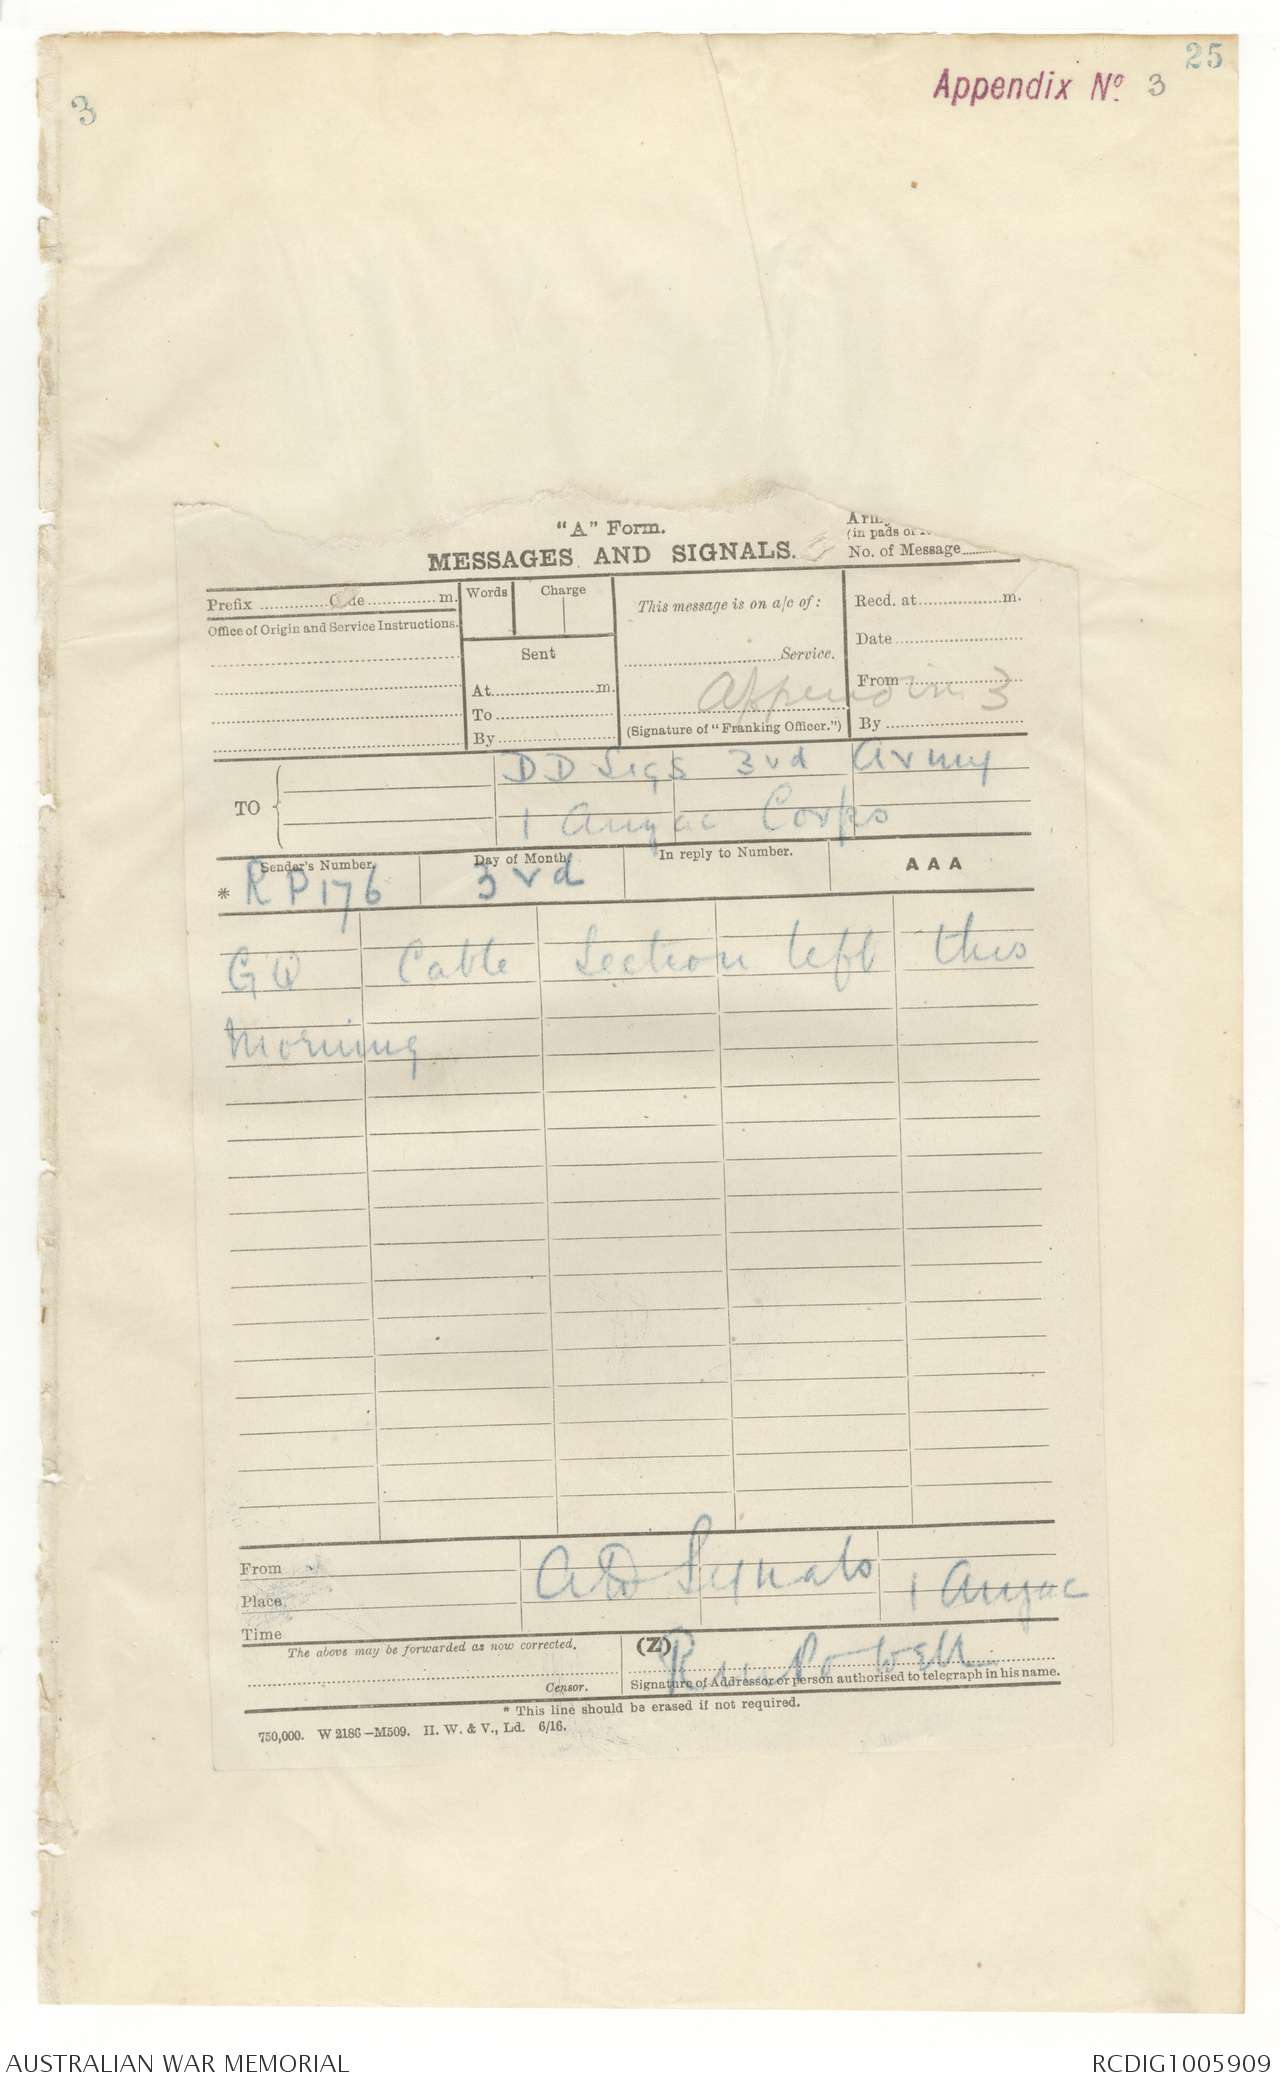 25
Appendix No. 3
3
"A" Form.
MESSAGES AND SIGNALS.
(in pads of
No. of Message
Prefix Code m.
Words Charge
This message is on a/c of:
Recd. at m.
Office of Origin and Service Instructions.
Date
Sent
Service.
At m.
From
Appendix 3
To
(Signature of "Franking Officer.")
By
By
TO
DD Sigs 3rd Army
1 Anzac Corps
Sender's Number.
Day of Month
In reply to Number.
AAA
* RP176
3rd
GQ Cable Section left this
Morning
From
AD Signals 1 Anzac
Place
Time
The above may be forwarded as now corrected.
(Z)
Powell
Censor.
Signature of Addressor or person authorised to telegraph in his name.
* This line should be erased if not required.
750,000. W 2186—M509. H. W. & V., Ld. 6/16.
AUSTRALIAN WAR MEMORIAL
RCDIG1005909